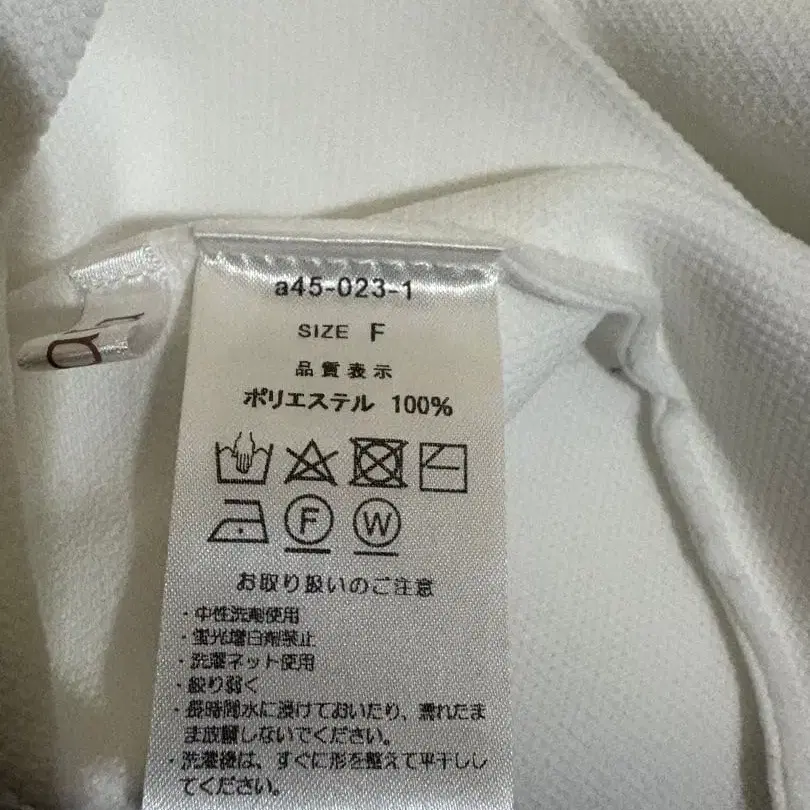 a45-023-1
SIZE F
品質表示
ポリエステル 100%
F W
お取り扱いのご注意
・中性洗剤使用
・蛍光増白剤禁止
・洗濯ネット使用
・絞り弱く
・長時間水に浸けておいたり、濡れたま
ま放置しないでください。
・洗濯後は、すぐに形を整えて平干しし
てください。